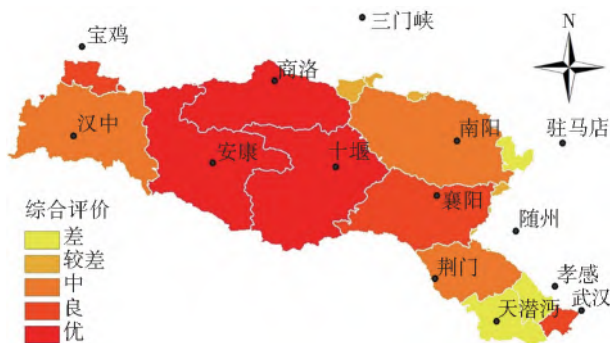 三门峡
宝鸡
N
商洛
汉中
南阳
驻马店
安康
十堰
综合评价
襄阳
差
随州
较差
荆门
孝感
中
武汉
良
天潜沔
优